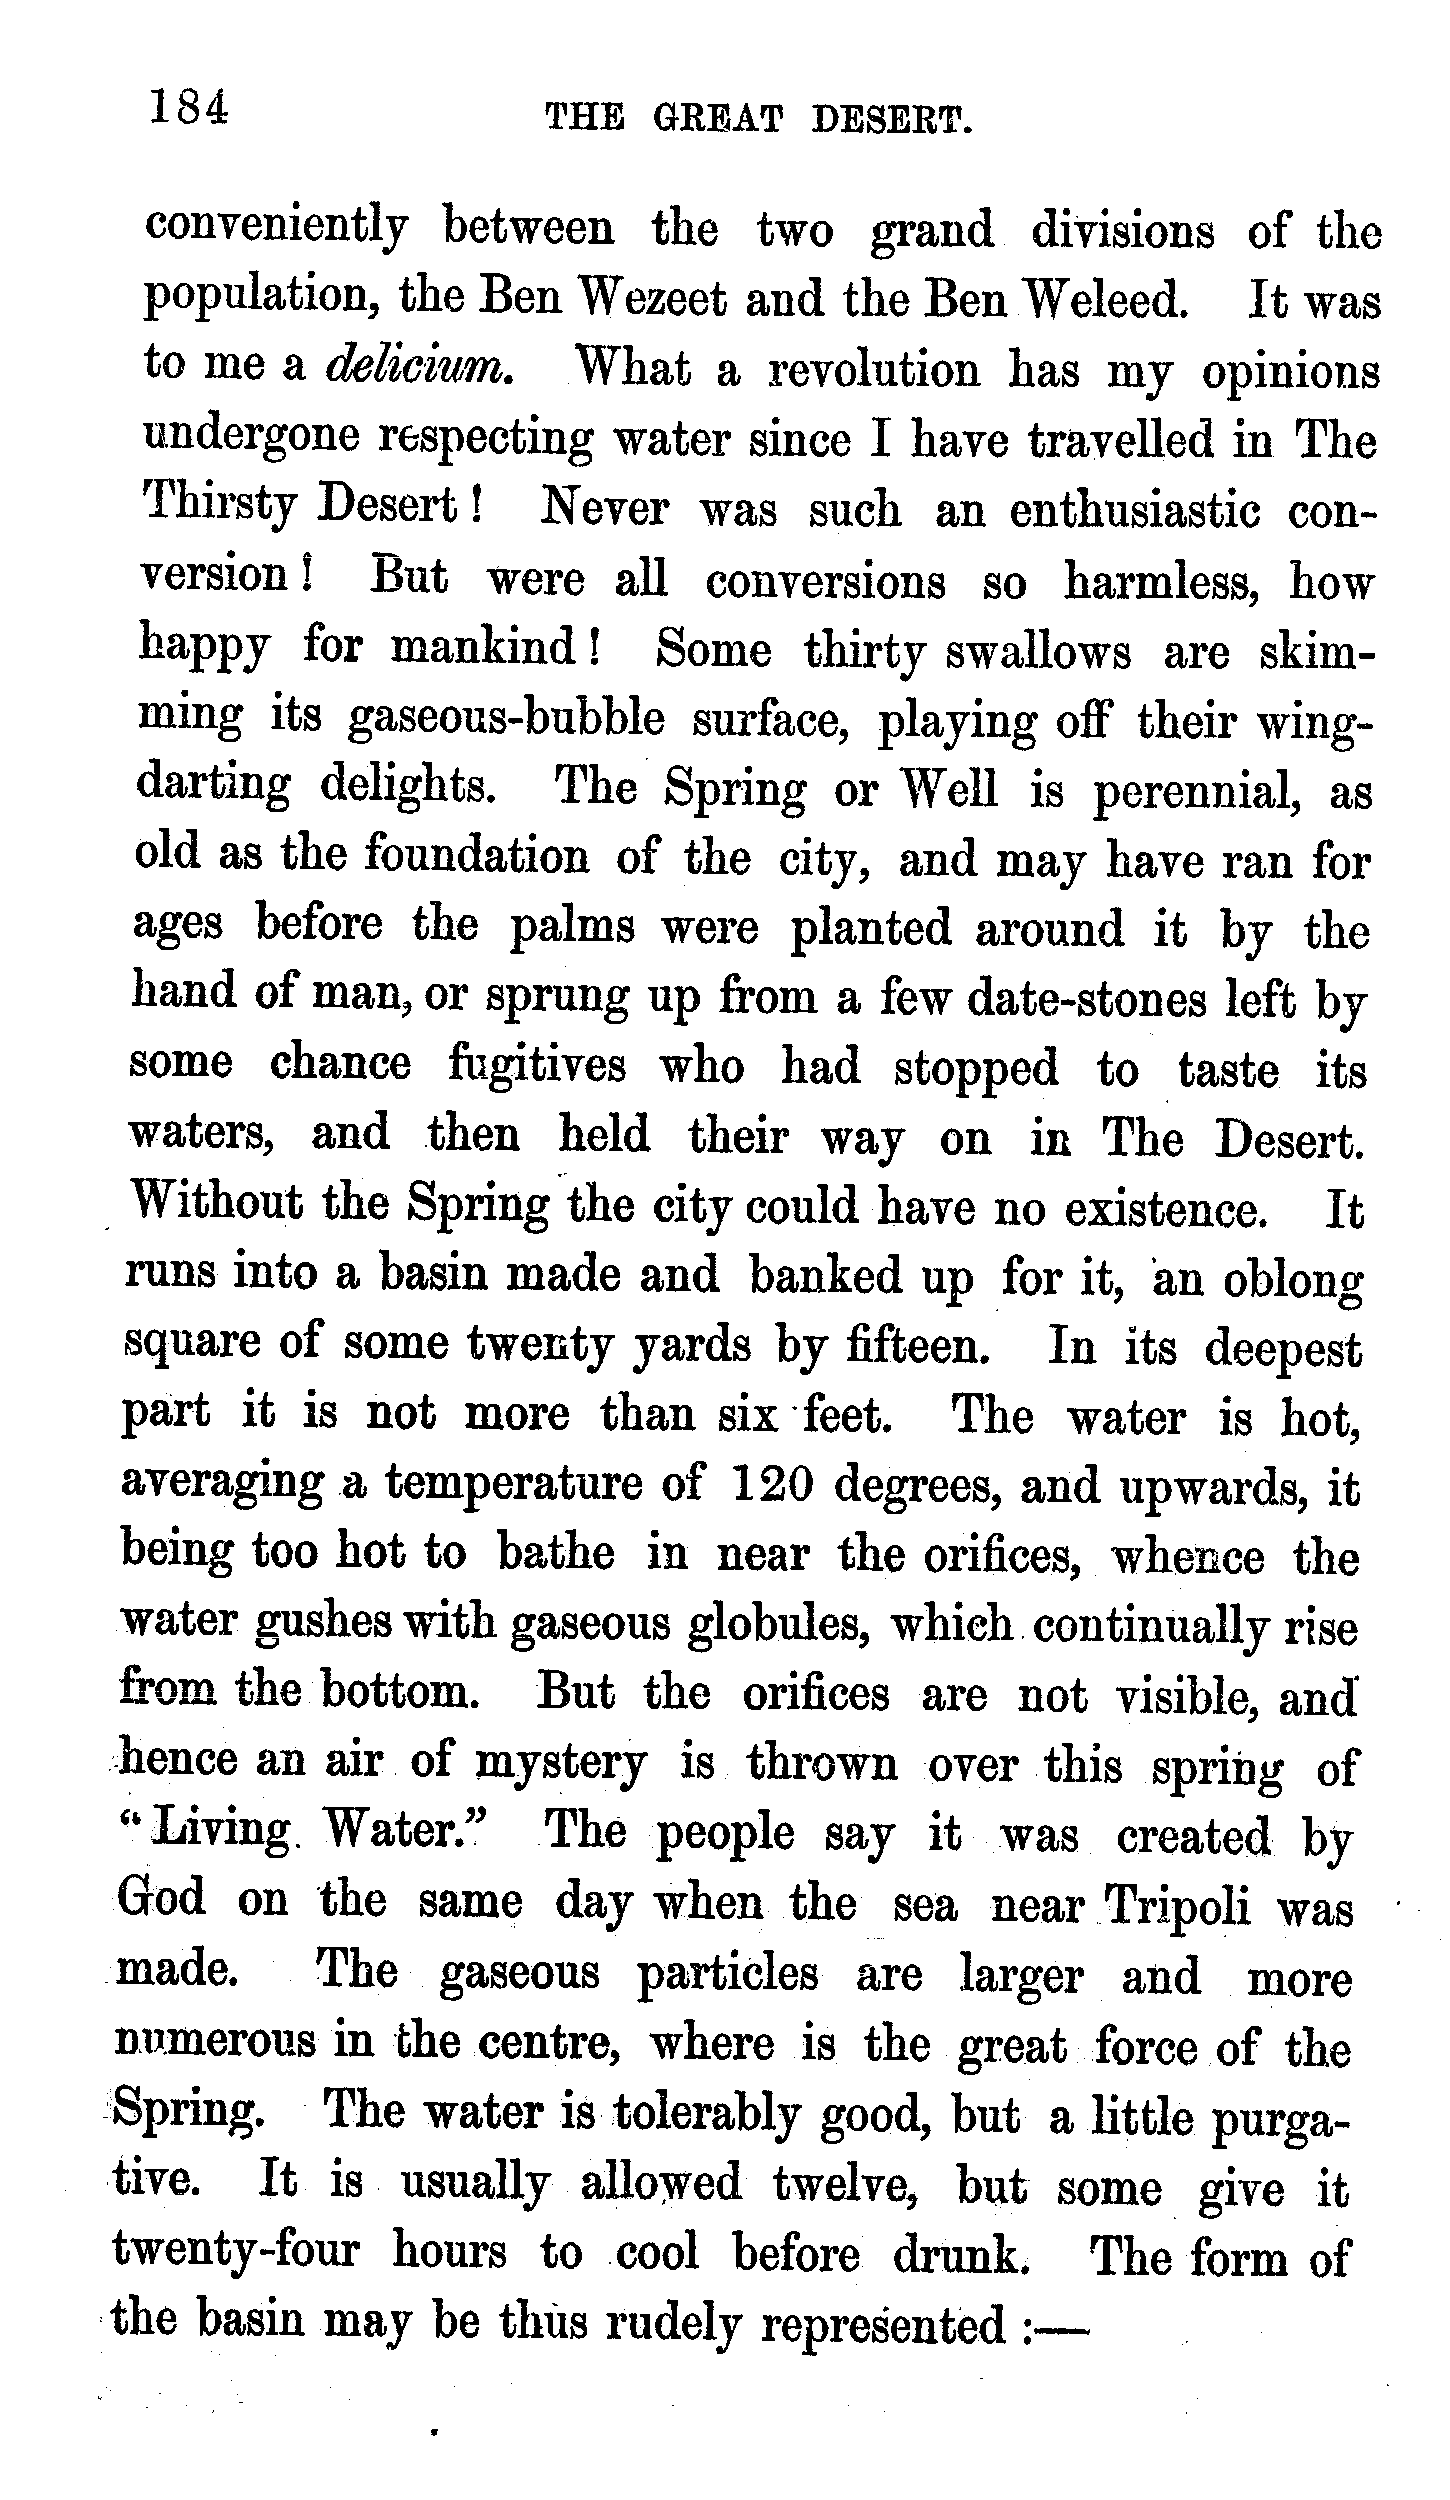 184
THE GREAT DESERT.
conveniently between the two grand divisions of the
population, the Ben Wezeet and the Ben Weleed. It was
to me a delicium. What a revolution has my opinions
undergone respecting water since I have travelled in The
Thirsty Desert! Never was such an enthusiastic con-
version! But were all conversions so harmless, how
happy for mankind! Some thirty swallows are skim-
ming its gaseous-bubble surface, playing off their wing-
darting delights. The Spring or Well is perennial, as
old as the foundation of the city, and may have ran for
ages before the palms were planted around it by the
hand of man, or sprung up from a few date-stones left by
some chance fugitives who had stopped to taste its
waters, and then held their way on in The Desert.
Without the Spring the city could have no existence. It
runs into a basin made and banked up for it, an oblong
square of some twenty yards by fifteen. In its deepest
part it is not more than six feet. The water is hot,
averaging a temperature of 120 degrees, and upwards, it
being too hot to bathe in near the orifices, whence the
water gushes with gaseous globules, which continually rise
from the bottom. But the orifices are not visible, and
hence an air of mystery is thrown over this spring of
“Living Water.” The people say it was created by
God on the same day when the sea near Tripoli was
made. The gaseous particles are larger and more
numerous in the centre, where is the great force of the
Spring. The water is tolerably good, but a little purga-
tive. It is usually allowed twelve, but some give it
twenty-four hours to cool before drunk. The form of
the basin may be thus rudely represented :—